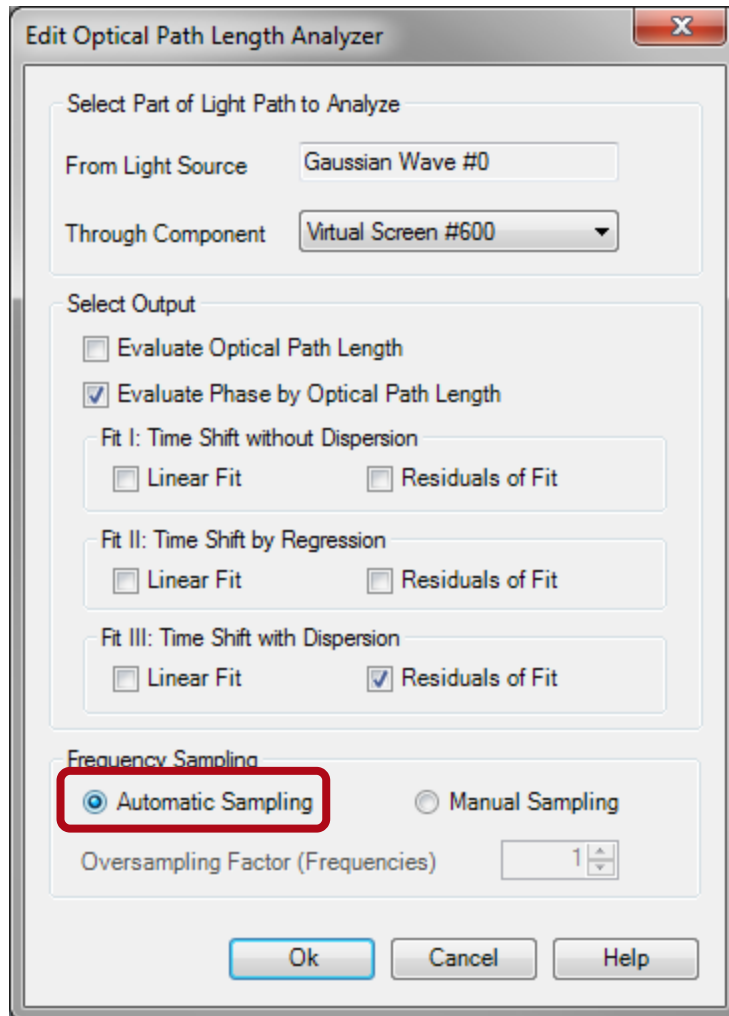 Edit Optical Path Length Analyzer
Select Part of Light Path to Analyze
From Light Source Gaussian Wave #0
Through Component Virtual Screen #600
Select Output
Evaluate Optical Path Length
Evaluate Phase by Optical Path Length
Fit I: Time Shift without Dispersion
Linear Fit Residuals of Fit
Fit II: Time Shift by Regression
Linear Fit Residuals of Fit
Fit III: Time Shift with Dispersion
Linear Fit Residuals of Fit
Frequency Sampling
Automatic Sampling Manual Sampling
Oversampling Factor (Frequencies) 1
Ok Cancel Help